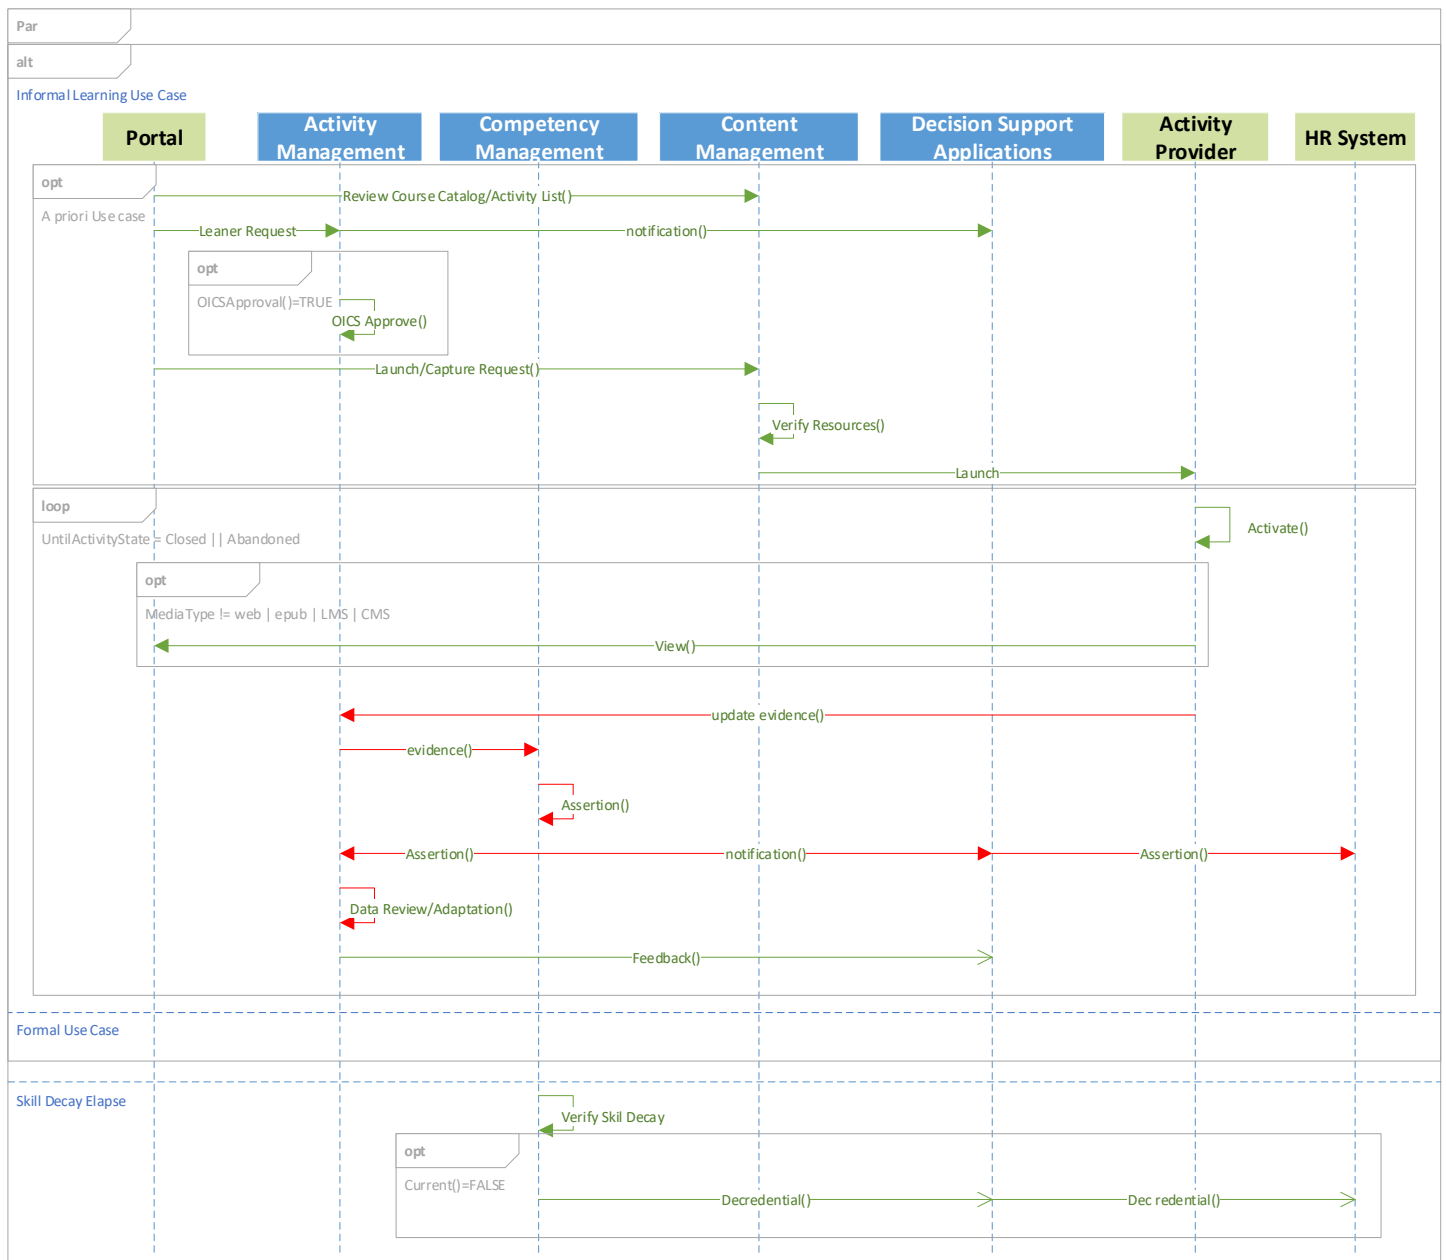 Par
alt
Informal Learning Use Case
Portal
Activity
Management
Competency
Management
Content
Management
Decision Support
Applications
Activity
Provider
HR System
opt
A priori Use case
Review Course Catalog/Activity List()
Leaner Request
notification()
opt
OICSApproval()=TRUE
OICS Approve()
Launch/Capture Request()
Verify Resources()
Launch
loop
UntilActivityState = Closed || Abandoned
Activate()
opt
MediaType != web | epub | LMS | CMS
View()
update evidence()
evidence()
Assertion()
Assertion()
notification()
Assertion()
Data Review/Adaptation()
Feedback()
Formal Use Case
Skill Decay Elapse
Verify Skil Decay
opt
Current()=FALSE
Decredential()
Dec redential()